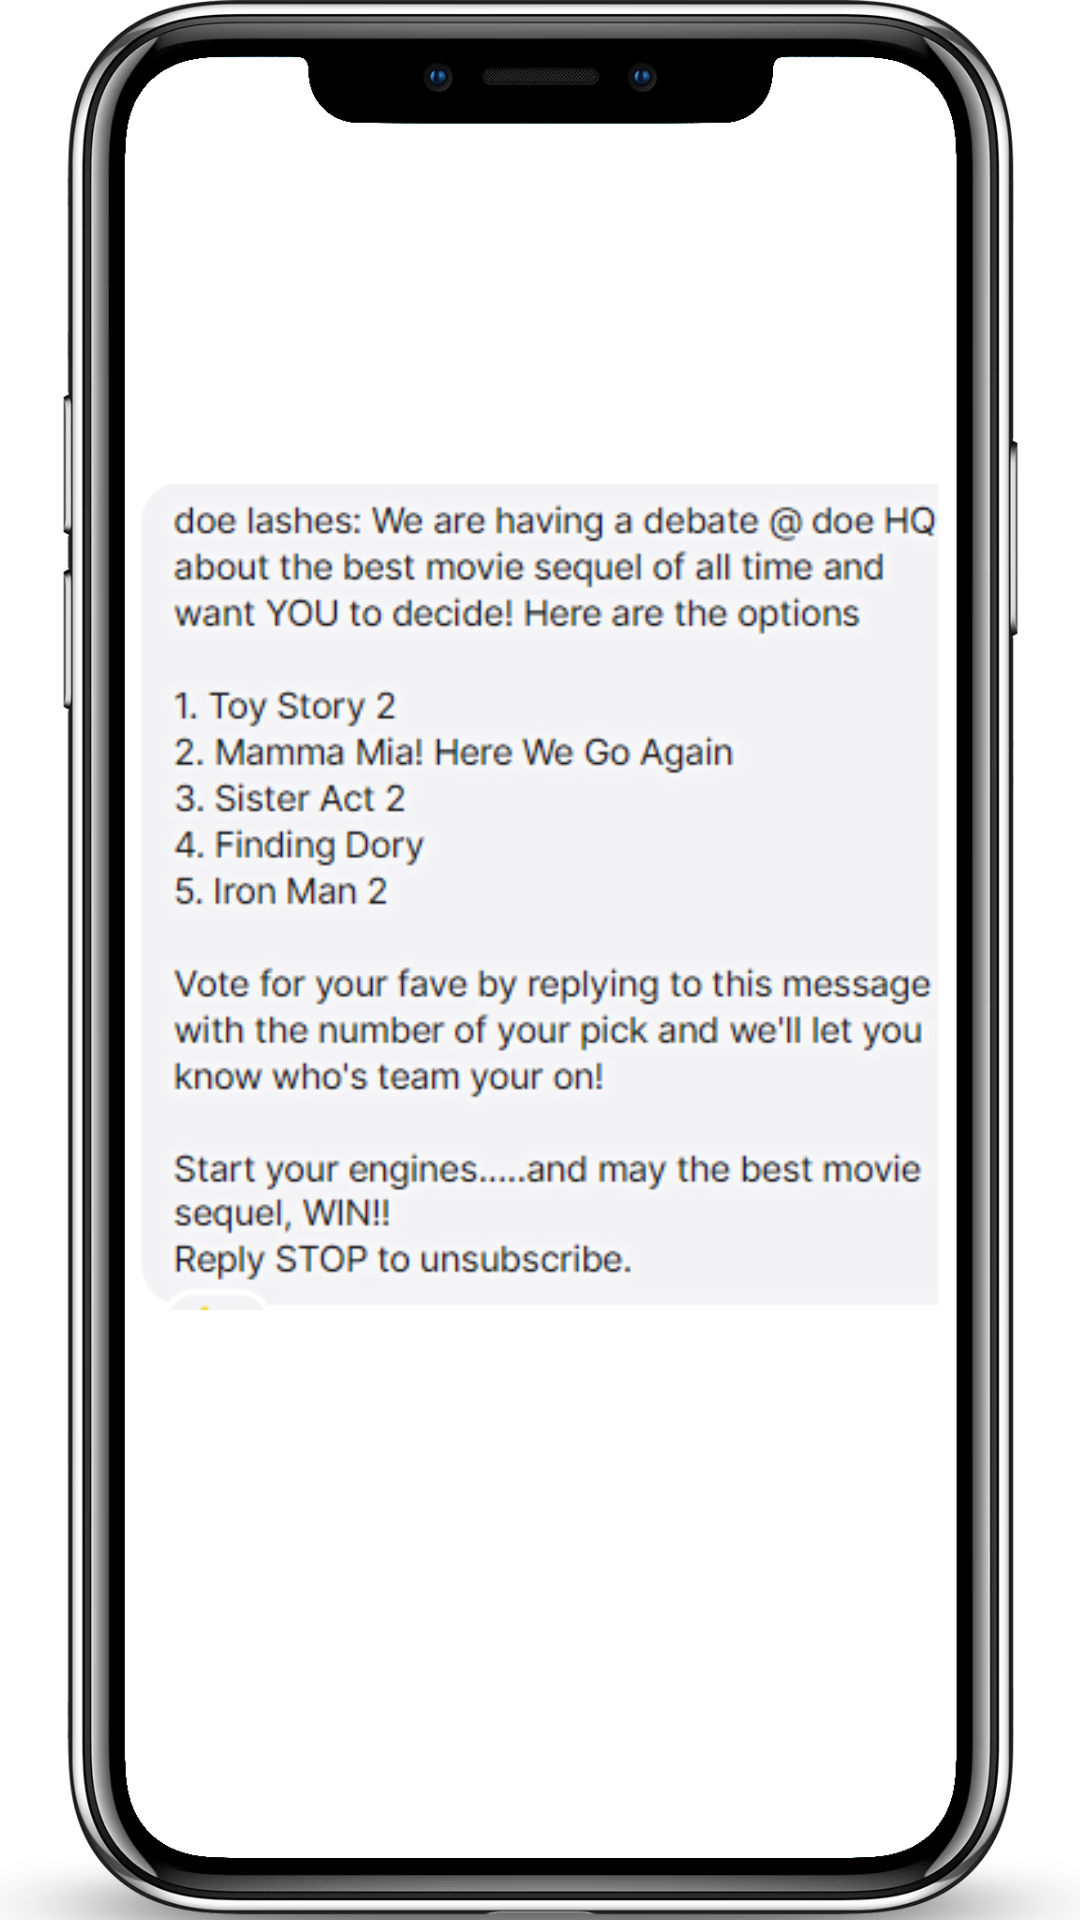 doe lashes: We are having a debate @ doe HQ
about the best movie sequel of all time and
want YOU to decide! Here are the options
1. Toy Story 2
2. Mamma Mia! Here We Go Again
3. Sister Act 2
4. Finding Dory
5. Iron Man 2
Vote for your fave by replying to this message
with the number of your pick and we'll let you
know who's team your on!
Start your engines.....and may the best movie
sequel, WIN!!
Reply STOP to unsubscribe.